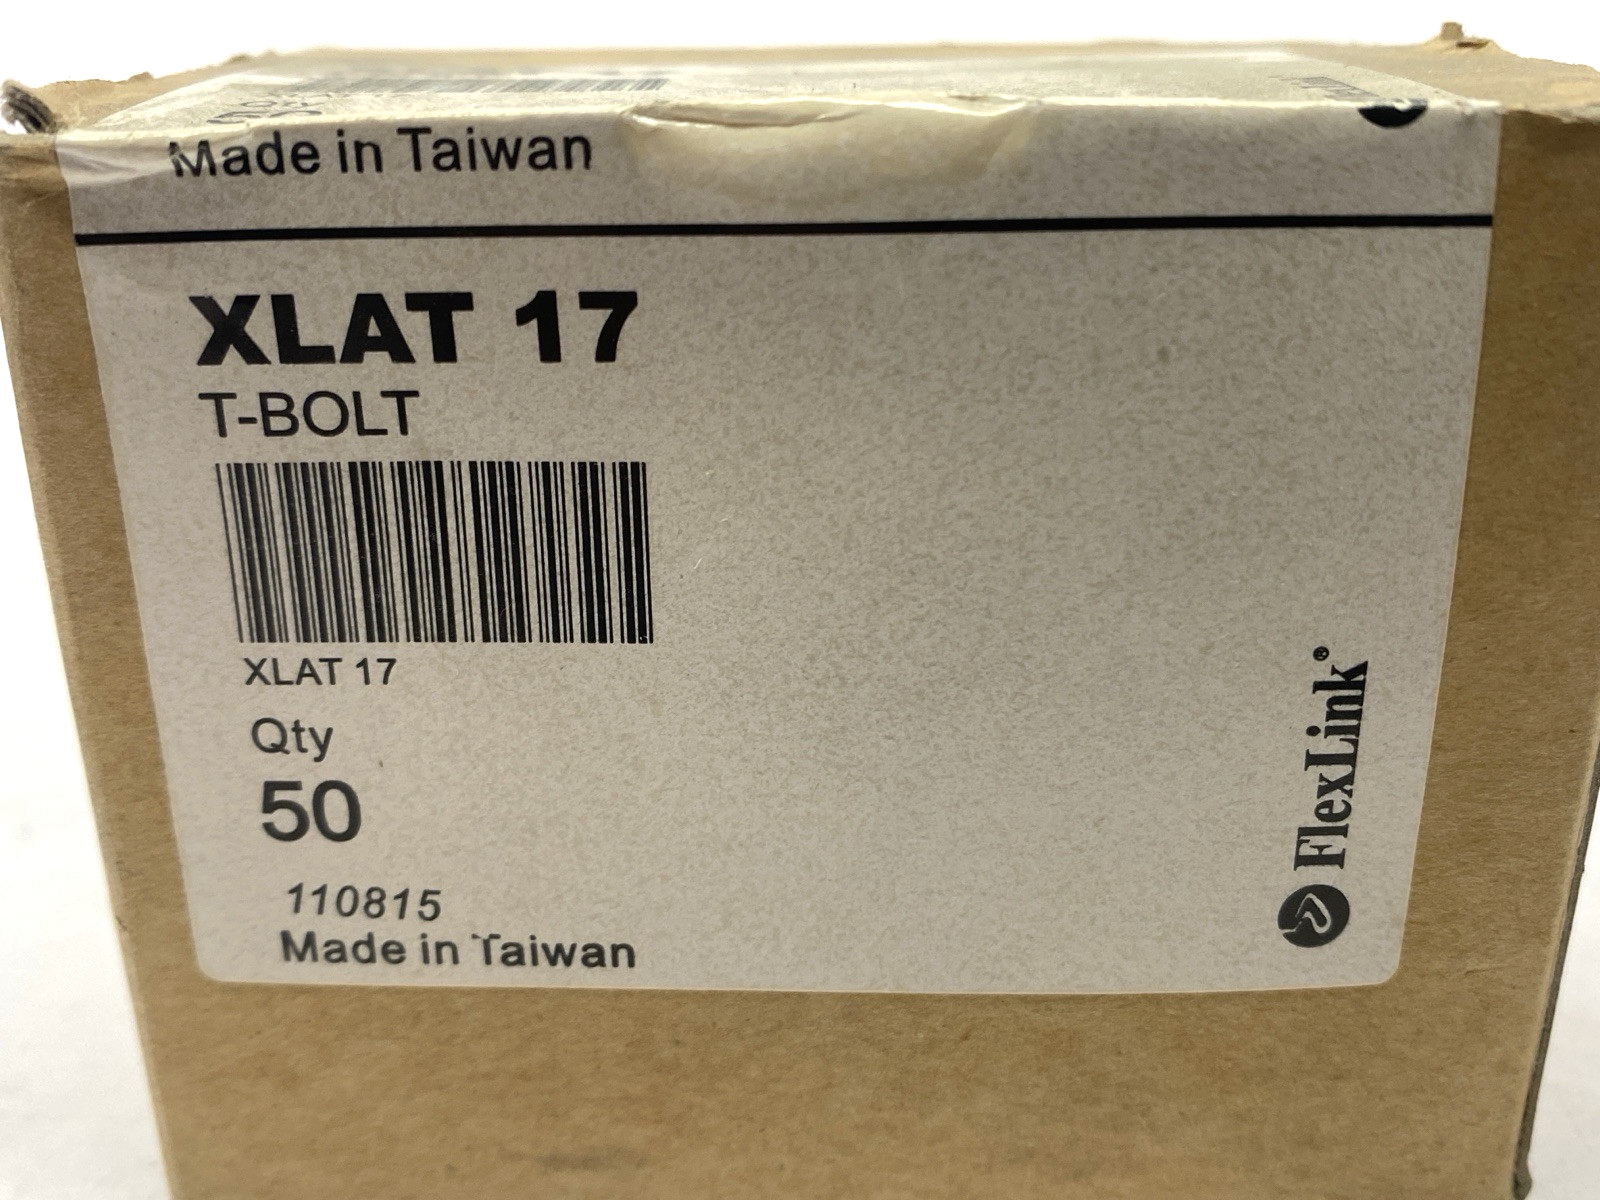 Made in Taiwan
XLAT 17
T-BOLT
XLAT 17
Qty
50
110815
Made in Taiwan
FlexLink®